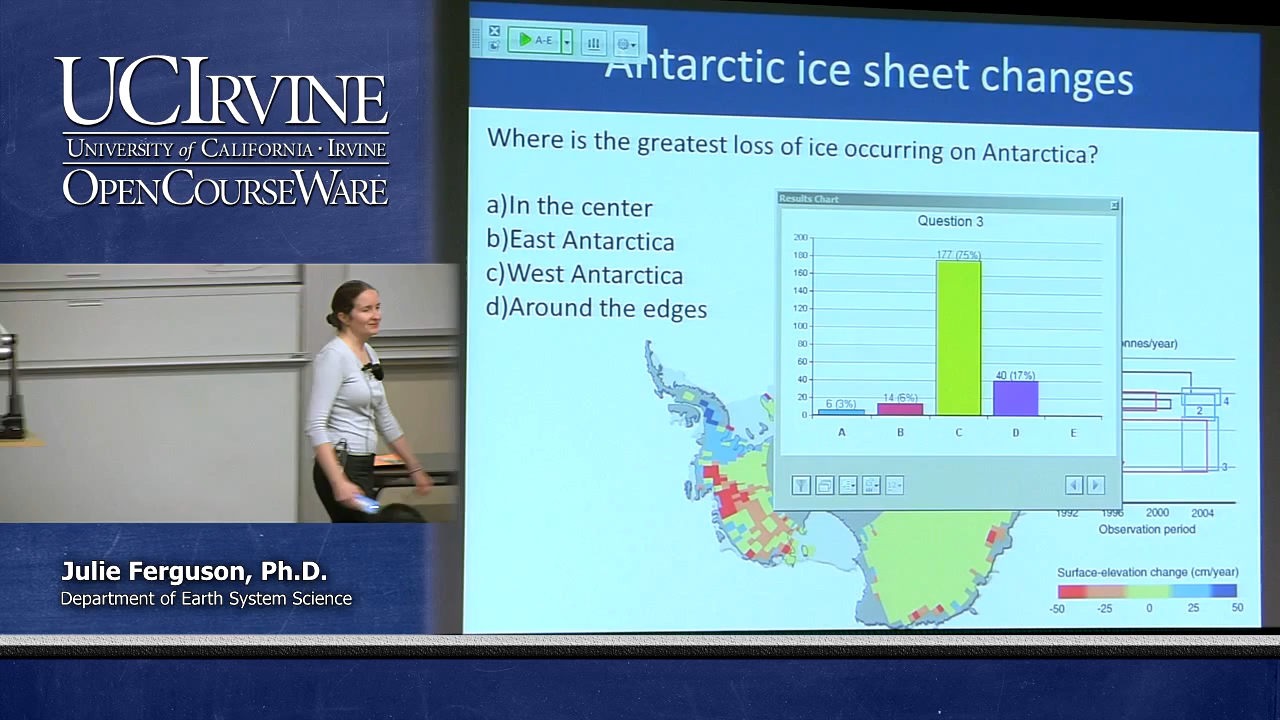 UCIRVINE
UNIVERSITY of CALIFORNIA · IRVINE
OPENCOURSEWARE
Julie Ferguson, Ph.D.
Department of Earth System Science
A-E
Antarctic ice sheet changes
Where is the greatest loss of ice occurring on Antarctica?
a)In the center
b)East Antarctica
c)West Antarctica
d)Around the edges
Results Chart
Question 3
200
180
160
140
120
100
80
60
40
20
0
6 (3%)
14 (6%)
177 (75%)
40 (17%)
A B C D E
onnes/year)
4
2
3
1992 1996 2000 2004
Observation period
Surface-elevation change (cm/year)
-50 -25 0 25 50